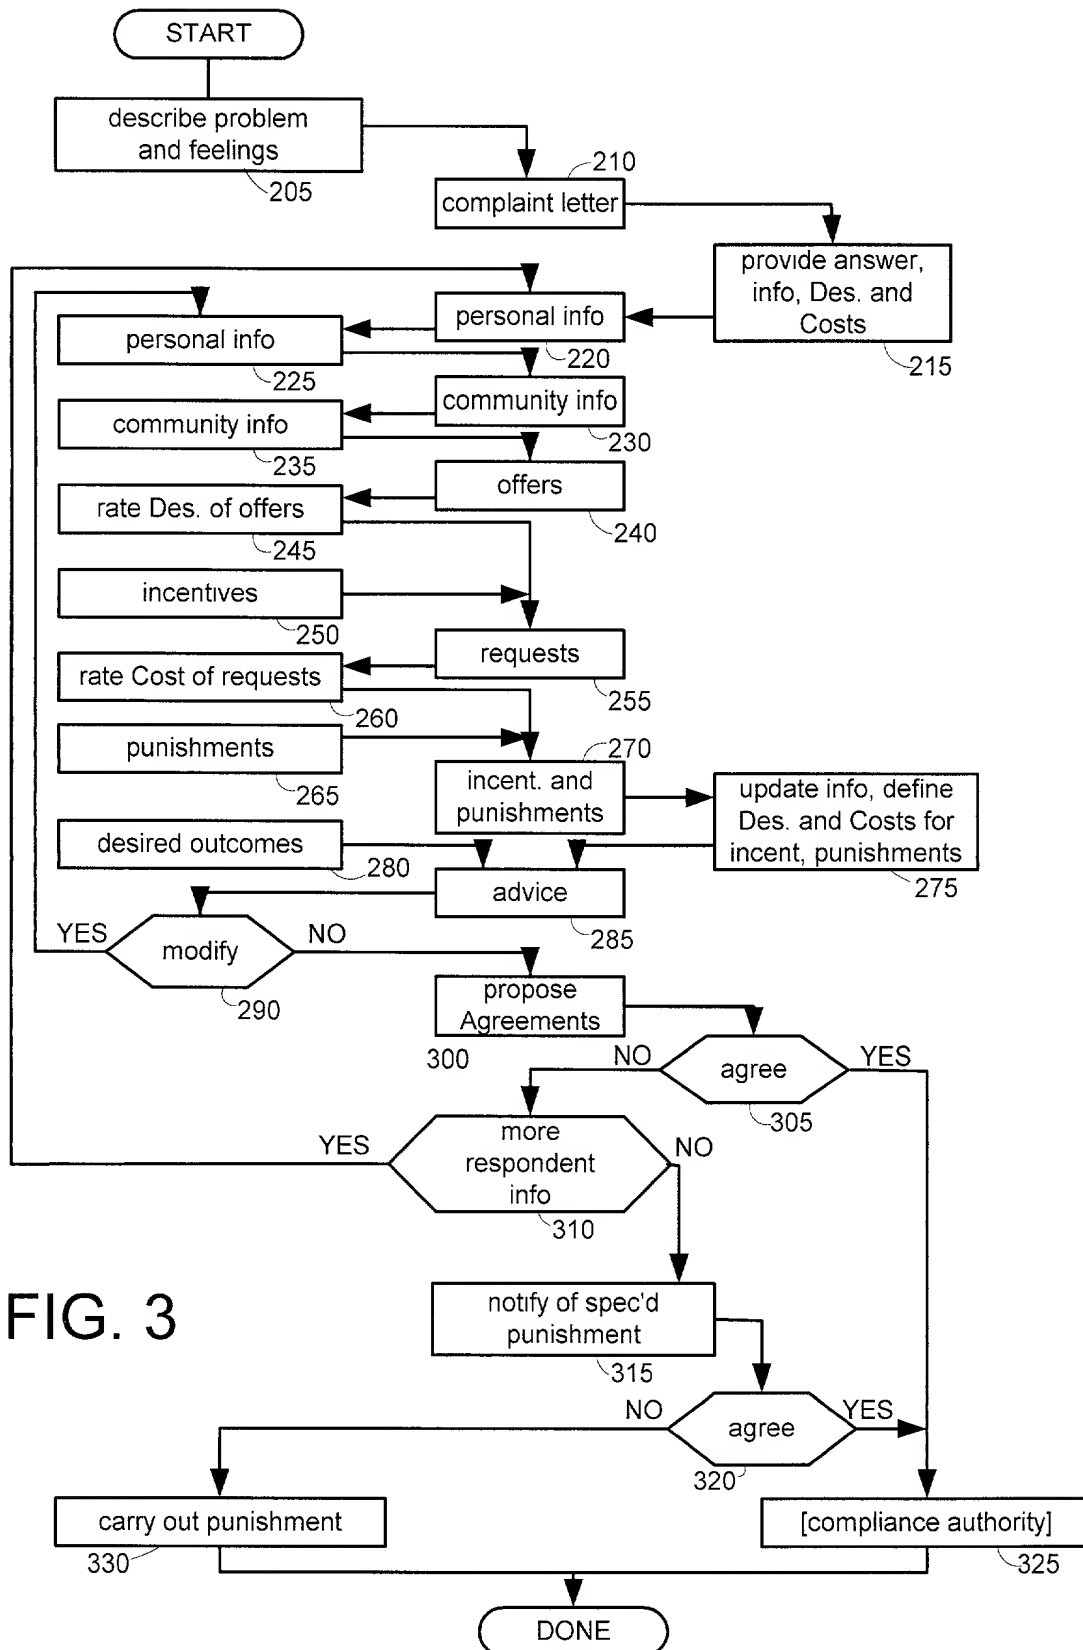 START
describe problem
and feelings
205
210
complaint letter
provide answer,
info, Des. and
Costs
215
personal info
220
personal info
225
community info
230
community info
235
offers
240
rate Des. of offers
245
incentives
250
requests
255
rate Cost of requests
260
punishments
265
270
incent. and
punishments
update info, define
Des. and Costs for
incent, punishments
275
desired outcomes
280
advice
285
YES
modify
NO
290
propose
Agreements
300
NO
agree
YES
305
YES
more
respondent
info
NO
310
FIG. 3
notify of spec'd
punishment
315
NO
agree
YES
320
carry out punishment
330
[compliance authority]
325
DONE